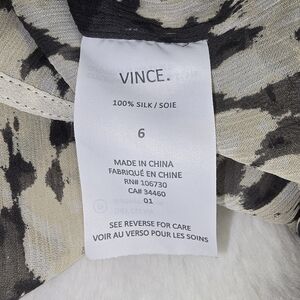 VINCE.
100% SILK / SOIE
6
MADE IN CHINA
FABRIQUÉ EN CHINE
RN# 106730
CA# 34460
01
SEE REVERSE FOR CARE
VOIR AU VERSO POUR LES SOINS